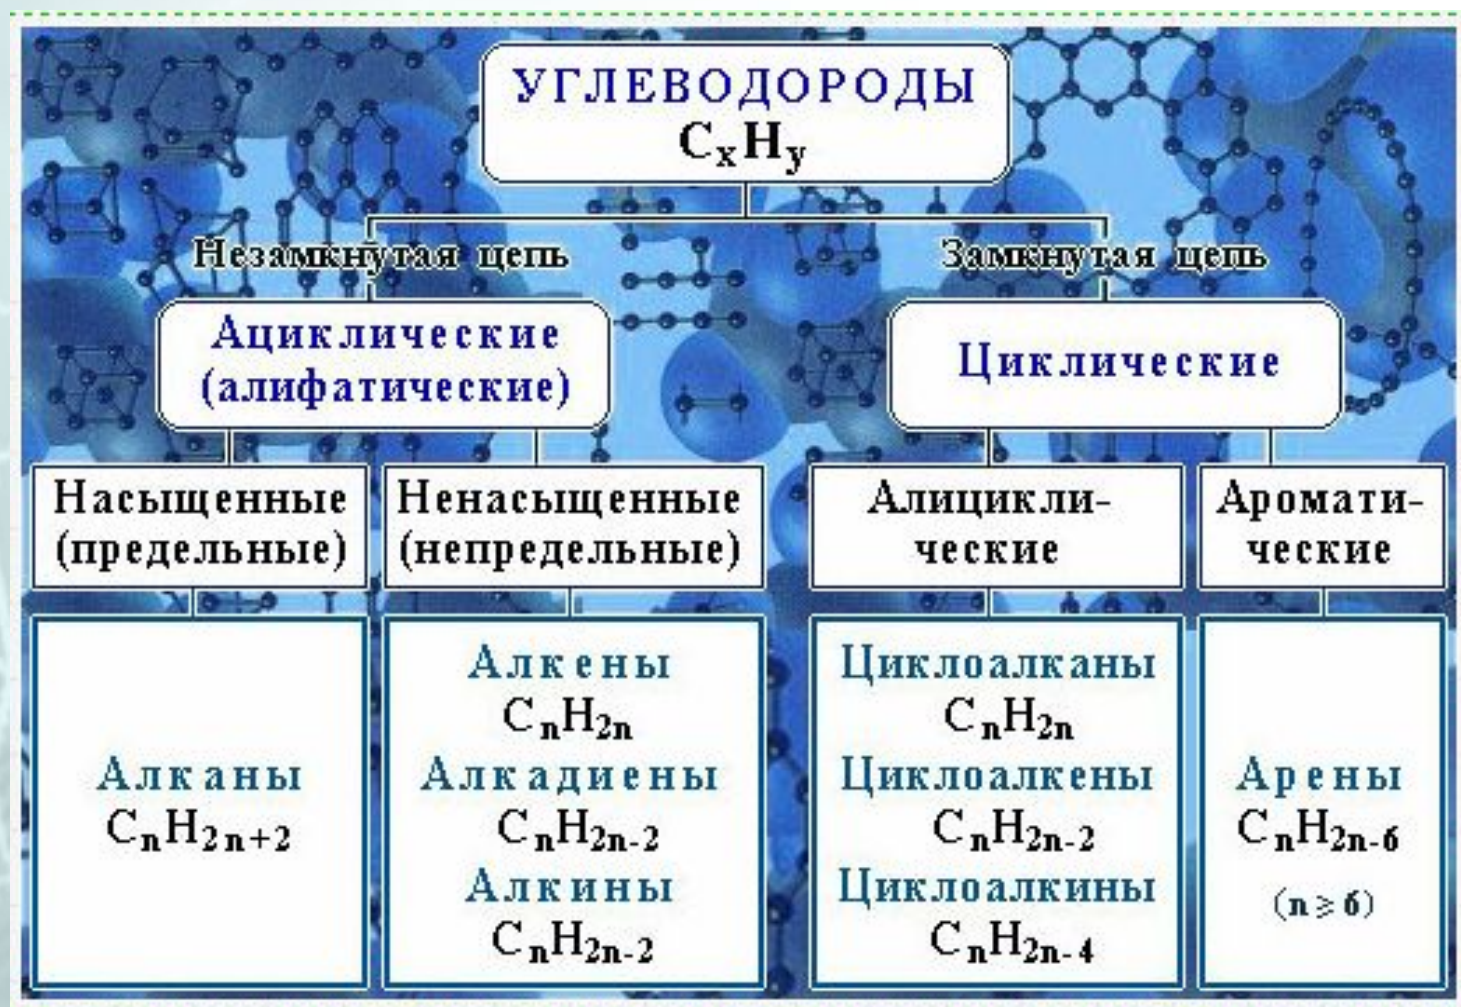 УГЛЕВОДОРОДЫ
CxHy
Незамкнутая цепь
Замкнутая цепь
Ациклические
(алифатические)
Циклические
Насыщенные
(предельные)
Ненасыщенные
(непредельные)
Алицикли-
ческие
Аромати-
ческие
Алканы
CnH2n+2
Алкены
CnH2n
Алкадиены
CnH2n-2
Алкины
CnH2n-2
Циклоалканы
CnH2n
Циклоалкены
CnH2n-2
Циклоалкины
CnH2n-4
Арены
CnH2n-6
(n ⩾ 6)